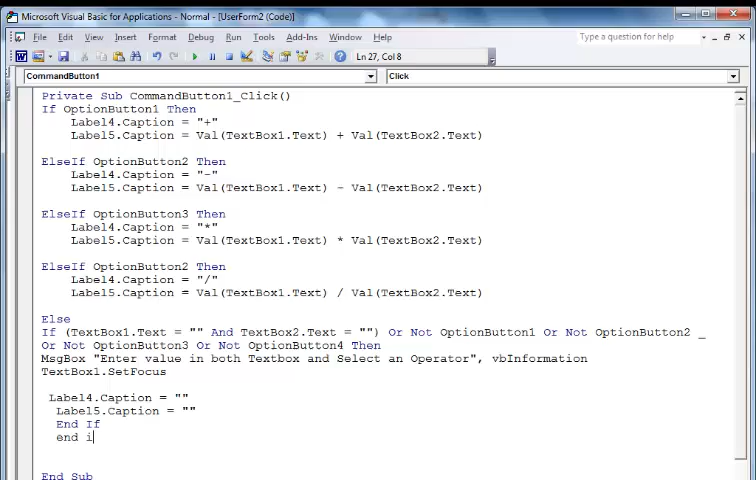 Microsoft Visual Basic for Applications - Normal - [UserForm2 (Code)]
File Edit View Insert Format Debug Run Tools Add-Ins Window Help
Type a question for help
Ln 27, Col 8
CommandButton1
Click
Private Sub CommandButton1_Click()
If OptionButton1 Then
Label4.Caption = "+"
Label5.Caption = Val(TextBox1.Text) + Val(TextBox2.Text)
ElseIf OptionButton2 Then
Label4.Caption = "-"
Label5.Caption = Val(TextBox1.Text) - Val(TextBox2.Text)
ElseIf OptionButton3 Then
Label4.Caption = "*"
Label5.Caption = Val(TextBox1.Text) * Val(TextBox2.Text)
ElseIf OptionButton2 Then
Label4.Caption = "/"
Label5.Caption = Val(TextBox1.Text) / Val(TextBox2.Text)
Else
If (TextBox1.Text = "" And TextBox2.Text = "") Or Not OptionButton1 Or Not OptionButton2 _
Or Not OptionButton3 Or Not OptionButton4 Then
MsgBox "Enter value in both Textbox and Select an Operator", vbInformation
TextBox1.SetFocus
Label4.Caption = ""
Label5.Caption = ""
End If
end i
End Sub